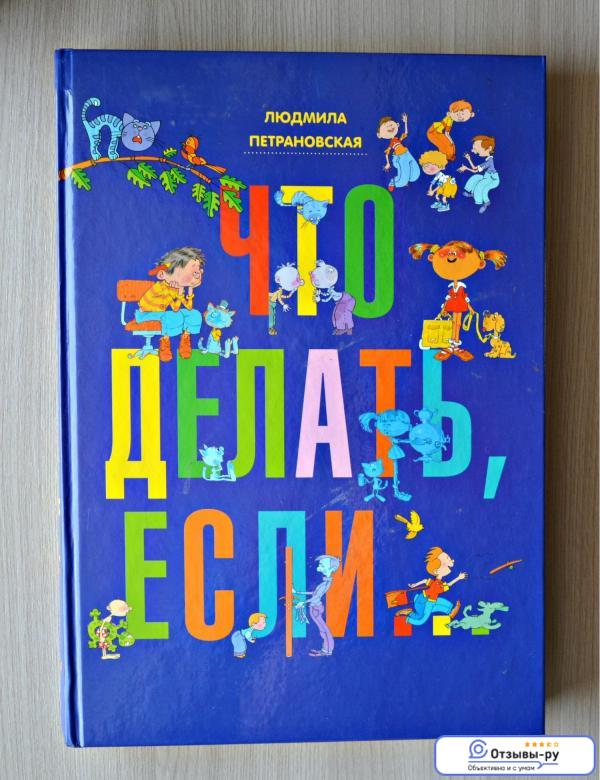 ЛЮДМИЛА
ПЕТРАНОВСКАЯ
ЧТО
ДЕЛАТЬ,
ЕСЛИ...
Отзывы-ру
Объективно и с умом